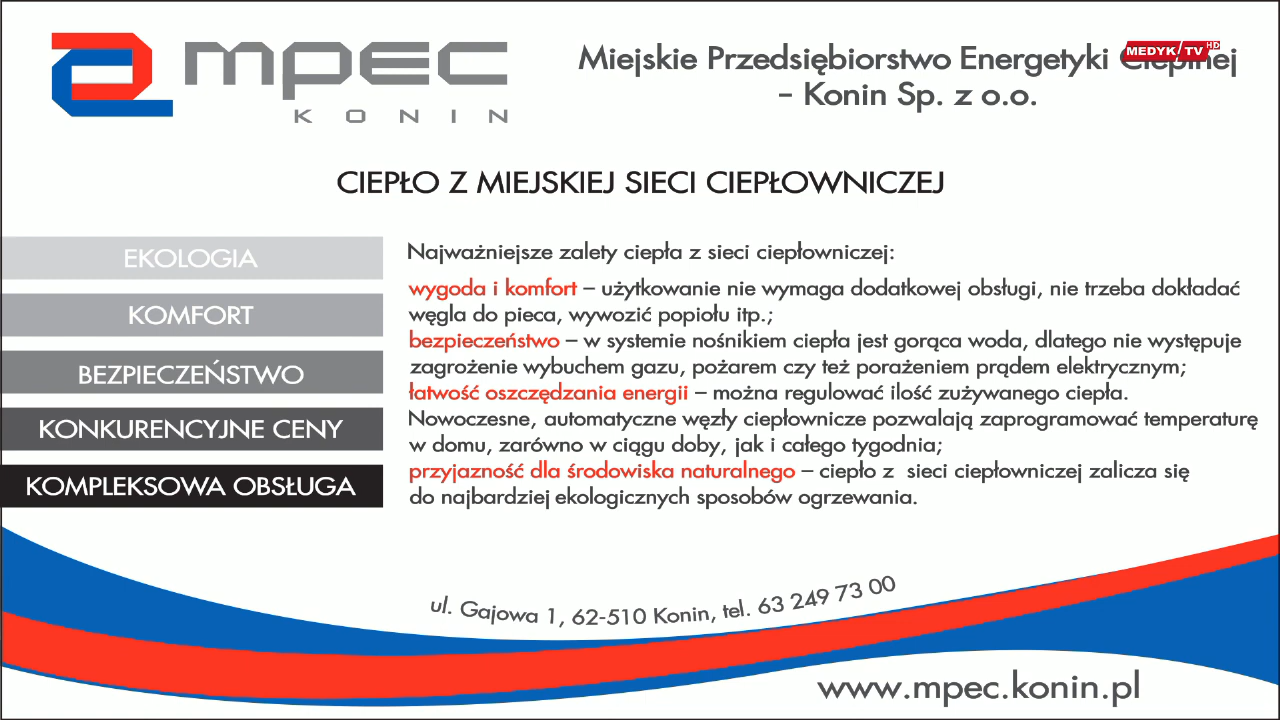 mpec
KONIN
Miejskie Przedsiębiorstwo Energetyki Cieplnej
– Konin Sp. z o.o.
MEDYK TV HD
CIEPŁO Z MIEJSKIEJ SIECI CIEPŁOWNICZEJ
EKOLOGIA
KOMFORT
BEZPIECZEŃSTWO
KONKURENCYJNE CENY
KOMPLEKSOWA OBSŁUGA
Najważniejsze zalety ciepła z sieci ciepłowniczej:
wygoda i komfort – użytkowanie nie wymaga dodatkowej obsługi, nie trzeba dokładać
węgla do pieca, wywozić popiołu itp.;
bezpieczeństwo – w systemie nośnikiem ciepła jest gorąca woda, dlatego nie występuje
zagrożenie wybuchem gazu, pożarem czy też porażeniem prądem elektrycznym;
łatwość oszczędzania energii – można regulować ilość zużywanego ciepła.
Nowoczesne, automatyczne węzły ciepłownicze pozwalają zaprogramować temperaturę
w domu, zarówno w ciągu doby, jak i całego tygodnia;
przyjazność dla środowiska naturalnego – ciepło z sieci ciepłowniczej zalicza się
do najbardziej ekologicznych sposobów ogrzewania.
ul. Gajowa 1, 62-510 Konin, tel. 63 249 73 00
www.mpec.konin.pl